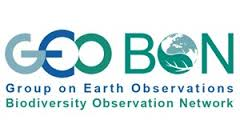 GEO BON
Group on Earth Observations
Biodiversity Observation Network